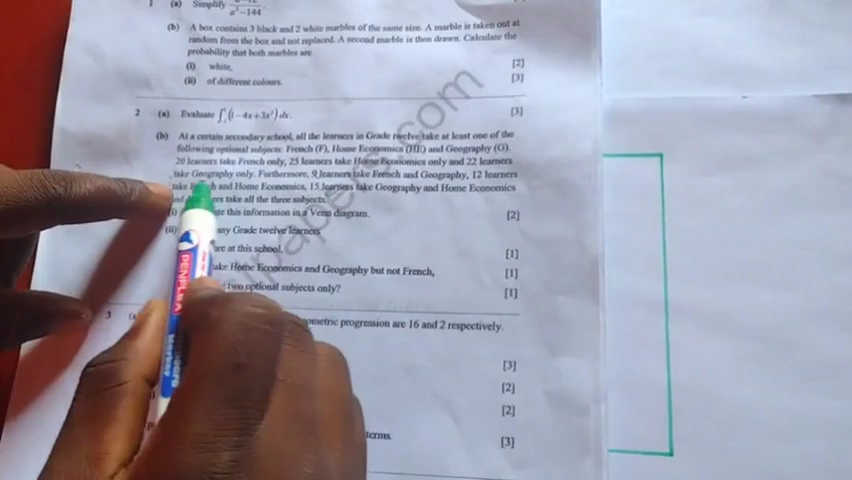 1 (a) Simplify
a² – 144
(b) A box contains 3 black and 2 white marbles of the same size. A marble is taken out at
random from the box and not replaced. A second marble is then drawn. Calculate the
probability that both marbles are
(i) white, [2]
(ii) of different colours. [3]
2 (a) Evaluate ∫ (1 – 4x + 3x²) dx. [3]
(b) At a certain secondary school, all the learners in Grade twelve take at least one of the
following optional subjects: French (F), Home Economics (HE) and Geography (G).
20 learners take French only, 25 learners take Home Economics only and 22 learners
take Geography only. Furthermore, 9 learners take French and Geography, 12 learners
take and Home Economics, 15 learners take Geography and Home Economics
take all the three subjects.
(i) this information in a Venn diagram. [2]
(ii) Grade twelve learners
are at this school, [1]
take Home Economics and Geography but not French, [1]
two optional subjects only? [1]
3 progression are 16 and 2 respectively.
[3]
[2]
[2]
terms. [3]
PENFLEX
Marker